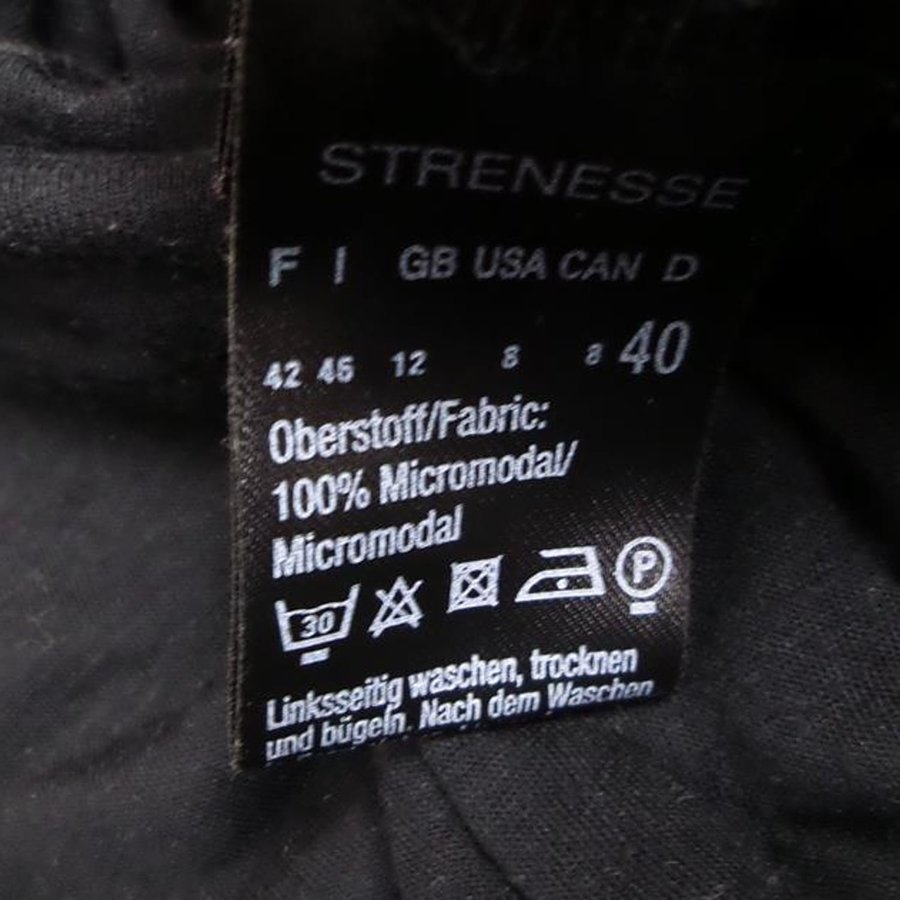 STRENESSE
F I GB USA CAN D
42 46 12 8 8 40
Oberstoff/Fabric:
100% Micromodal/
Micromodal
30 P
Linksseitig waschen, trocknen
und bügeln. Nach dem Waschen